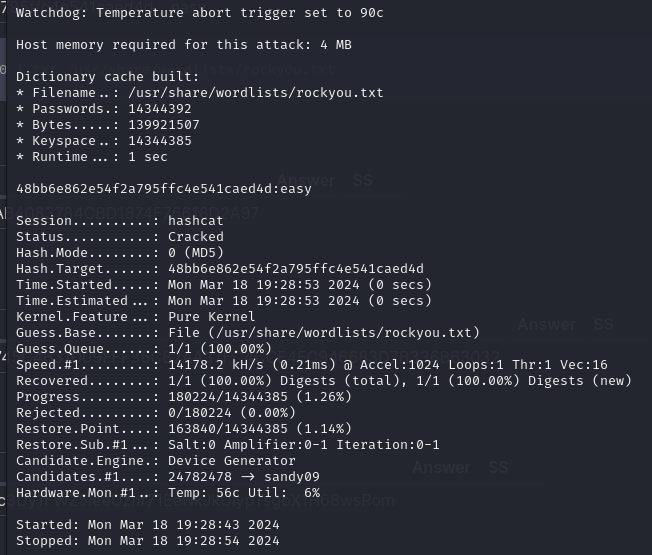 Watchdog: Temperature abort trigger set to 90c
Host memory required for this attack: 4 MB
Dictionary cache built:
* Filename..: /usr/share/wordlists/rockyou.txt
* Passwords.: 14344392
* Bytes.....: 139921507
* Keyspace..: 14344385
* Runtime...: 1 sec
Answer SS
48bb6e862e54f2a795ffc4e541caed4d:easy
Session..........: hashcat
Status...........: Cracked
Hash.Mode........: 0 (MD5)
Hash.Target......: 48bb6e862e54f2a795ffc4e541caed4d
Time.Started.....: Mon Mar 18 19:28:53 2024 (0 secs)
Time.Estimated...: Mon Mar 18 19:28:53 2024 (0 secs)
Kernel.Feature...: Pure Kernel
Answer SS
Guess.Base.......: File (/usr/share/wordlists/rockyou.txt)
Guess.Queue......: 1/1 (100.00%)
Speed.#1.........: 14178.2 kH/s (0.21ms) @ Accel:1024 Loops:1 Thr:1 Vec:16
Recovered........: 1/1 (100.00%) Digests (total), 1/1 (100.00%) Digests (new)
Progress.........: 180224/14344385 (1.26%)
Rejected.........: 0/180224 (0.00%)
Restore.Point....: 163840/14344385 (1.14%)
Restore.Sub.#1...: Salt:0 Amplifier:0-1 Iteration:0-1
Candidate.Engine.: Device Generator
Answer SS
Candidates.#1....: 24782478 -> sandy09
Hardware.Mon.#1..: Temp: 56c Util: 6%
Started: Mon Mar 18 19:28:43 2024
Stopped: Mon Mar 18 19:28:54 2024